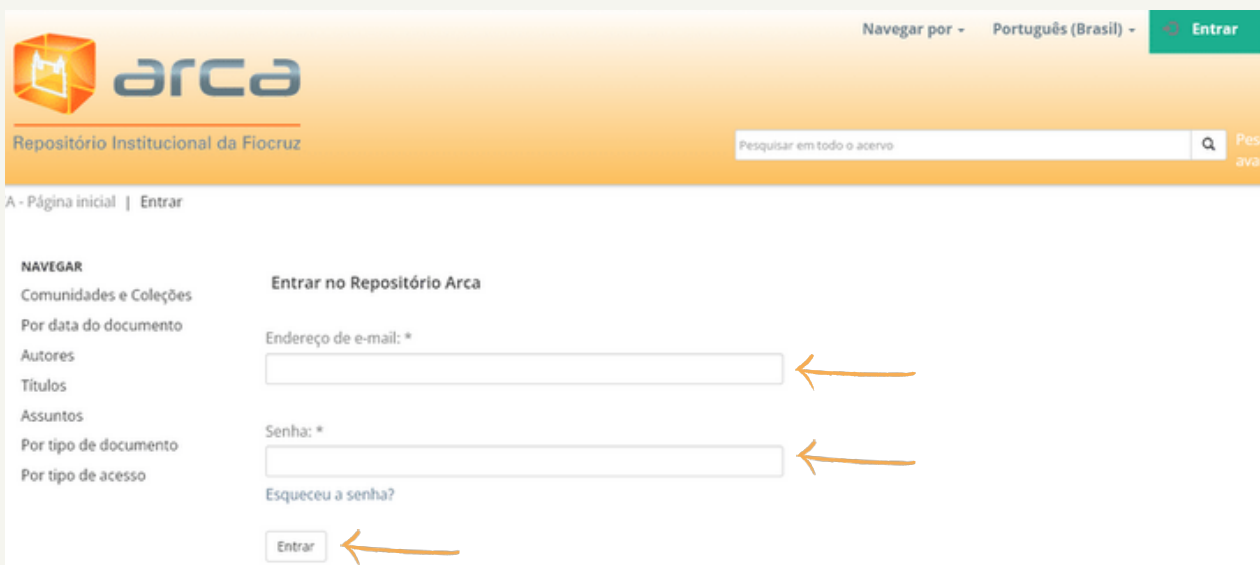 Navegar por
Português (Brasil)
Entrar
arca
Repositório Institucional da Fiocruz
Pesquisar em todo o acervo
A - Página inicial | Entrar
NAVEGAR
Comunidades e Coleções
Por data do documento
Autores
Títulos
Assuntos
Por tipo de documento
Por tipo de acesso
Entrar no Repositório Arca
Endereço de e-mail: *
Senha: *
Esqueceu a senha?
Entrar